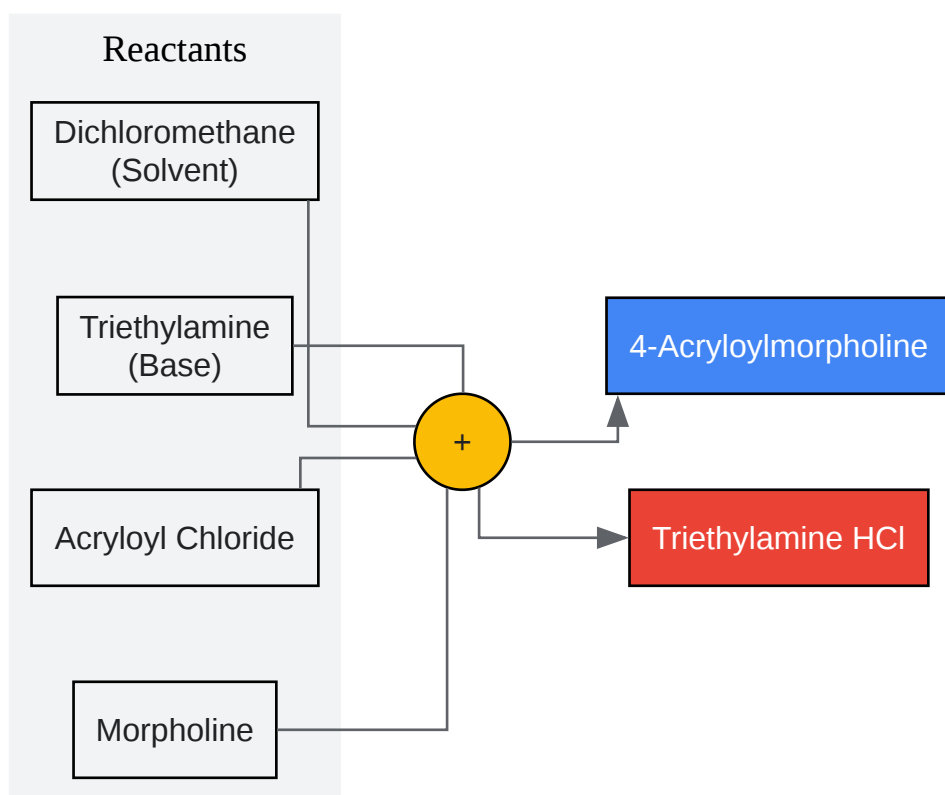 Reactants
Dichloromethane
(Solvent)
Triethylamine
(Base)
4-Acryloylmorpholine
+
Acryloyl Chloride
Triethylamine HCl
Morpholine